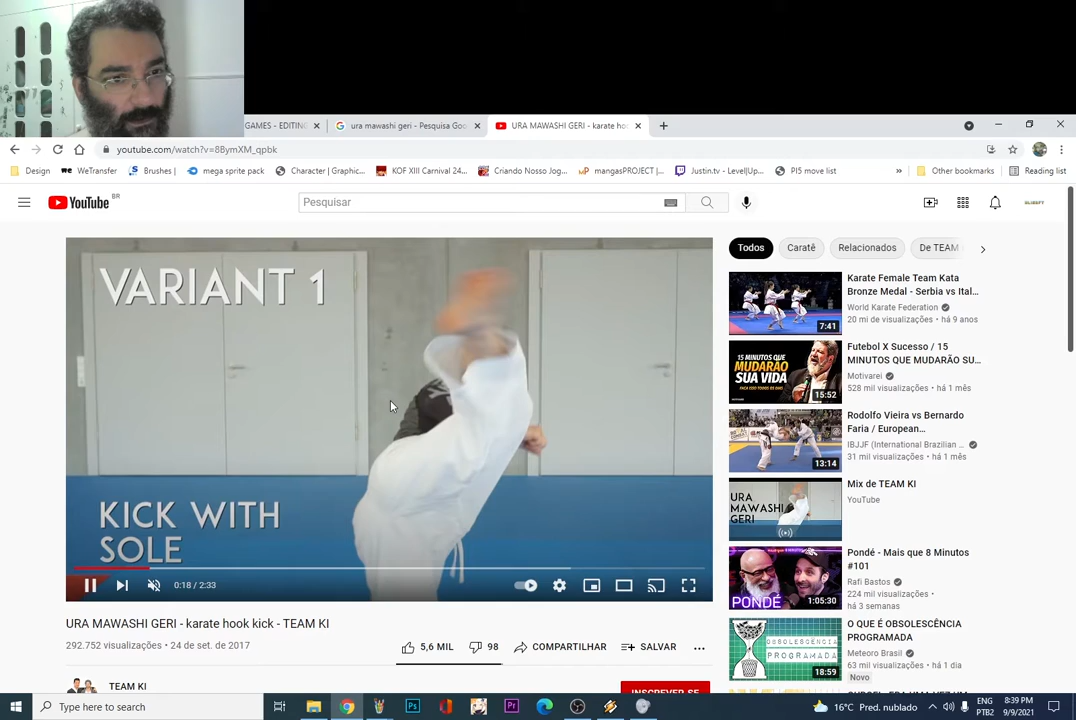 GAMES - EDITING
ura mawashi geri - Pesquisa Goo
URA MAWASHI GERI - karate hoo
youtube.com/watch?v=8BymXM_qpbk
Design
WeTransfer
Brushes |
mega sprite pack
Character | Graphic...
KOF XIII Carnival 24...
Criando Nosso Jog...
mangasPROJECT |...
Justin.tv - Level|Up...
PI5 move list
»
Other bookmarks
Reading list
YouTube BR
Pesquisar
VARIANT 1
KICK WITH
SOLE
0:18 / 2:33
URA MAWASHI GERI - karate hook kick - TEAM KI
292.752 visualizações • 24 de set. de 2017
5,6 MIL
98
COMPARTILHAR
SALVAR
TEAM KI
INSCREVER-SE
Todos
Caratê
Relacionados
De TEAM
Karate Female Team Kata
Bronze Medal - Serbia vs Ital...
World Karate Federation
20 mi de visualizações • há 9 anos
7:41
Futebol X Sucesso / 15
MINUTOS QUE MUDARÃO SU...
Motivarei
528 mil visualizações • há 1 mês
15 MINUTOS QUE
MUDARÃO
SUA VIDA
15:52
Rodolfo Vieira vs Bernardo
Faria / European...
IBJJF (International Brazilian ...
31 mil visualizações • há 1 mês
13:14
Mix de TEAM KI
YouTube
URA
MAWASHI
GERI
Pondé - Mais que 8 Minutos
#101
Rafi Bastos
224 mil visualizações •
há 3 semanas
PONDÉ
1:05:30
O QUE É OBSOLESCÊNCIA
PROGRAMADA
Meteoro Brasil
63 mil visualizações • há 1 dia
Novo
OBSOLESCÊNCIA
PROGRAMADA
18:59
Type here to search
16°C Pred. nublado
ENG
PTB2
8:39 PM
9/9/2021